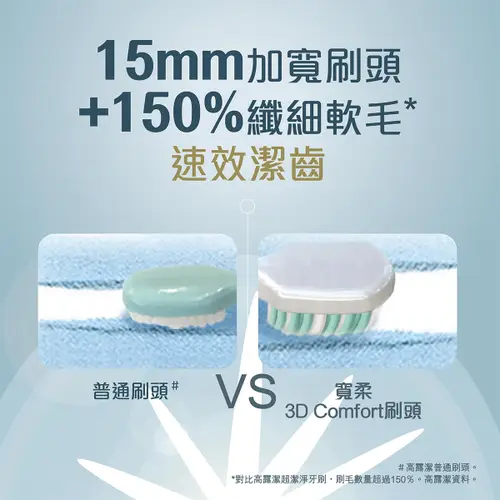 15mm加寬刷頭
+150%纖細軟毛*
速效潔齒
普通刷頭#
VS
寬柔
3D Comfort刷頭
#高露潔普通刷頭。
*對比高露潔超潔淨牙刷，刷毛數量超過150%。高露潔資料。